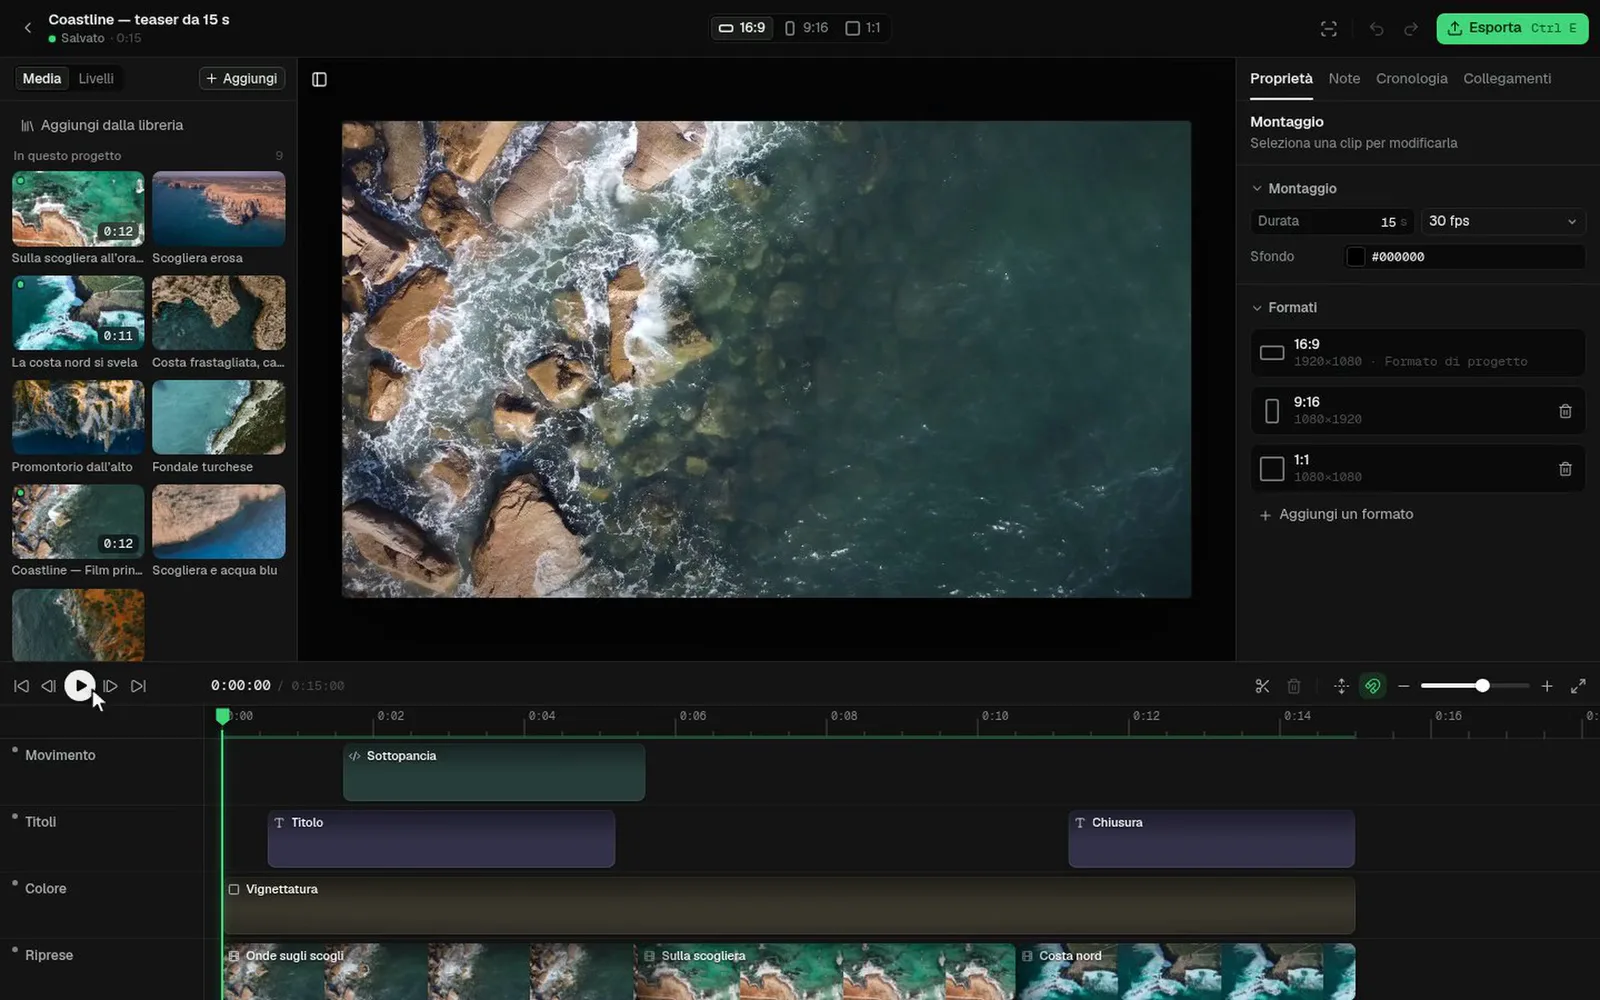 Coastline — teaser da 15 s
Salvato · 0:15
16:9
9:16
1:1
Esporta Ctrl E
Media
Livelli
+ Aggiungi
Aggiungi dalla libreria
In questo progetto 9
0:12
Sulla scogliera all'ora…
Scogliera erosa
0:11
La costa nord si svela
Costa frastagliata, ca…
Promontorio dall'alto
Fondale turchese
0:12
Coastline — Film prin…
Scogliera e acqua blu
Proprietà
Note
Cronologia
Collegamenti
Montaggio
Seleziona una clip per modificarla
Montaggio
Durata 15 s
30 fps
Sfondo #000000
Formati
16:9
1920×1080 · Formato di progetto
9:16
1080×1920
1:1
1080×1080
+ Aggiungi un formato
0:00:00 / 0:15:00
0:00 0:02 0:04 0:06 0:08 0:10 0:12 0:14 0:16
Movimento
Sottopancia
Titoli
Titolo
Chiusura
Colore
Vignettatura
Riprese
Onde sugli scogli
Sulla scogliera
Costa nord